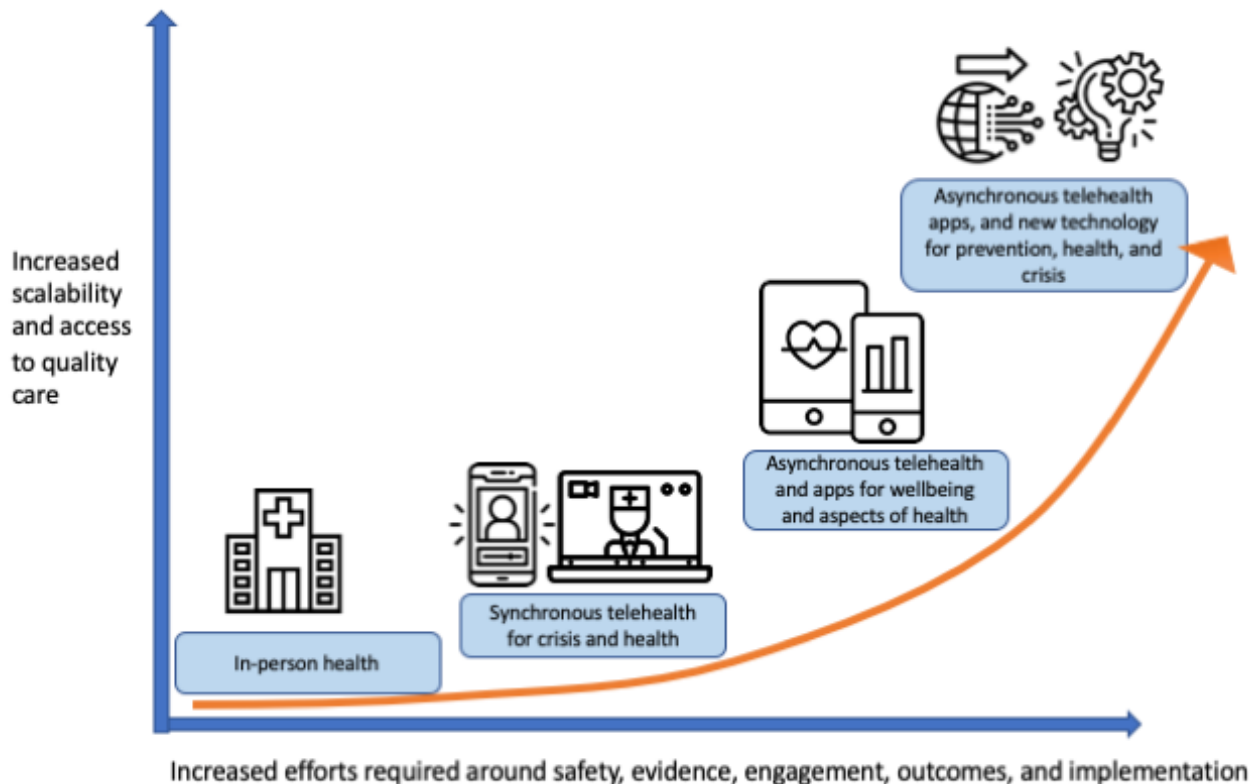 Increased
scalability
and access
to quality
care
In-person health
Synchronous telehealth
for crisis and health
Asynchronous telehealth
and apps for wellbeing
and aspects of health
Asynchronous telehealth
apps, and new technology
for prevention, health, and
crisis
Increased efforts required around safety, evidence, engagement, outcomes, and implementation